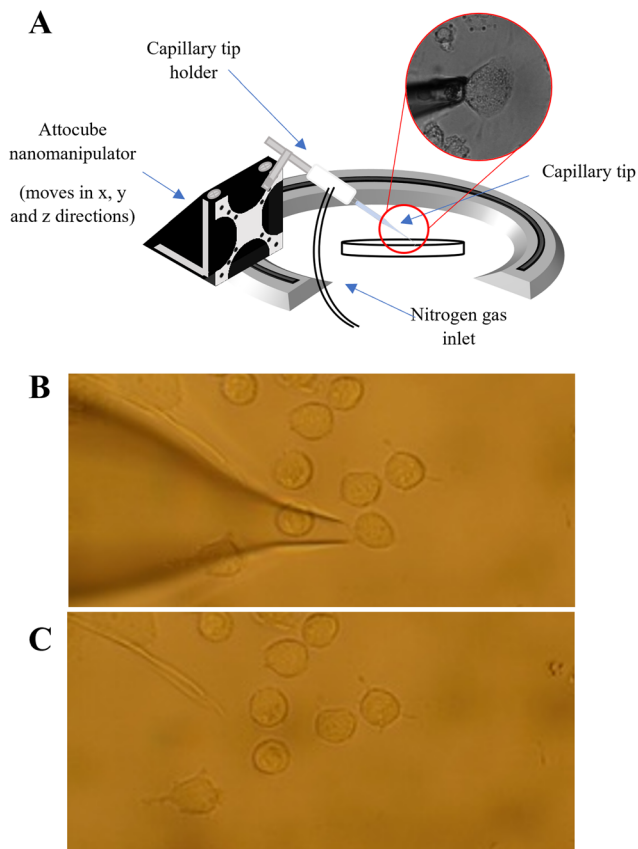 A
Capillary tip
holder
Attocube
nanomanipulator
(moves in x, y
and z directions)
Capillary tip
Nitrogen gas
inlet
B
C